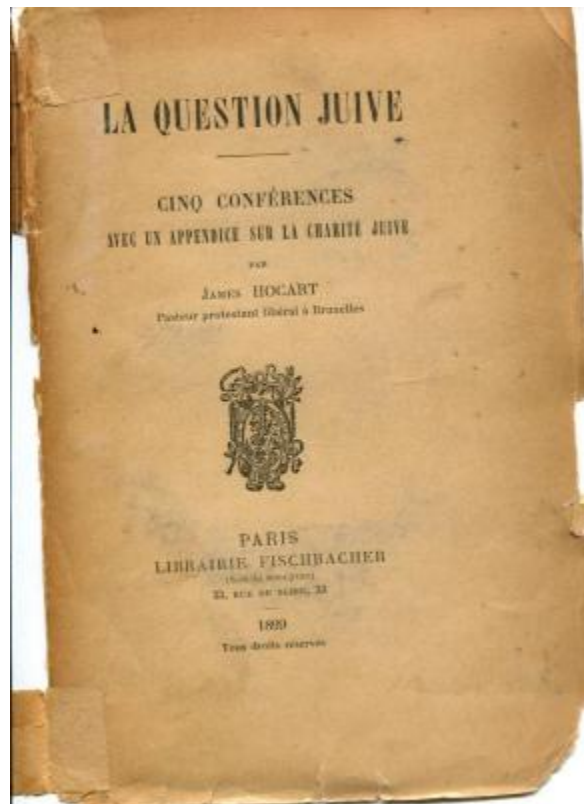 LA QUESTION JUIVE
CINQ CONFÉRENCES
AVEC UN APPENDICE SUR LA CHARITÉ JUIVE
PAR
JAMES HOCART
Pasteur protestant libéral à Bruxelles
PARIS
LIBRAIRIE FISCHBACHER
33, RUE DE SEINE, 33
1899
Tous droits réservés